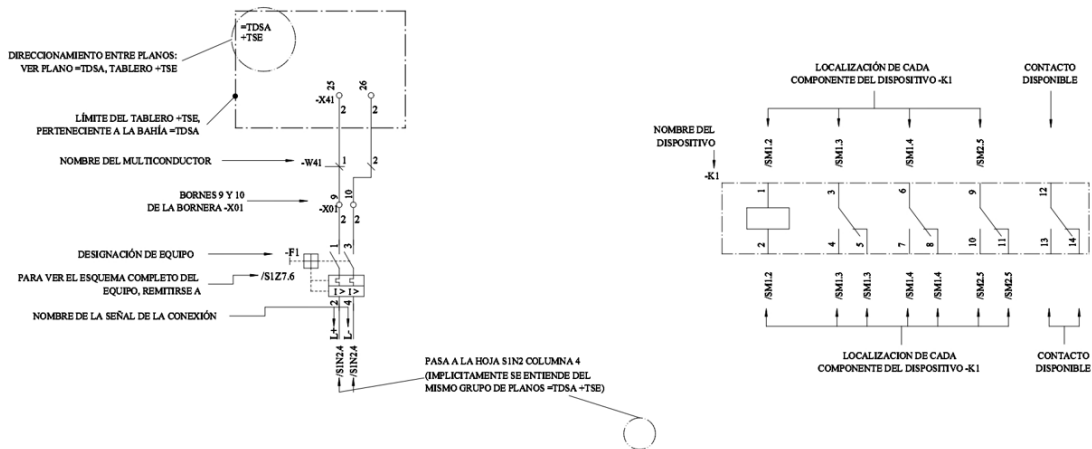 =TDSA
+TSE
DIRECCIONAMIENTO ENTRE PLANOS:
VER PLANO =TDSA, TABLERO +TSE
25
26
-X41
2
2
LÍMITE DEL TABLERO +TSE,
PERTENECIENTE A LA BAHÍA =TDSA
NOMBRE DEL MULTICONDUCTOR
-W41
1
2
BORNES 9 Y 10
DE LA BORNERA -X01
9
10
-X01
2
2
DESIGNACIÓN DE EQUIPO
-F1
1
3
PARA VER EL ESQUEMA COMPLETO DEL
EQUIPO, REMITIRSE A
/S1Z7.6
I >
I >
2
4
NOMBRE DE LA SEÑAL DE LA CONEXIÓN
L+
L-
/S1N2.4
/S1N2.4
PASA A LA HOJA S1N2 COLUMNA 4
(IMPLICITAMENTE SE ENTIENDE DEL
MISMO GRUPO DE PLANOS =TDSA +TSE)
LOCALIZACIÓN DE CADA
COMPONENTE DEL DISPOSITIVO -K1
CONTACTO
DISPONIBLE
NOMBRE DEL
DISPOSITIVO
-K1
/SM1.2
/SM1.3
/SM1.4
/SM2.5
1
3
6
9
12
2
4
5
7
8
10
11
13
14
/SM1.2
/SM1.3
/SM1.3
/SM1.4
/SM1.4
/SM2.5
/SM2.5
LOCALIZACION DE CADA
COMPONENTE DEL DISPOSITIVO -K1
CONTACTO
DISPONIBLE